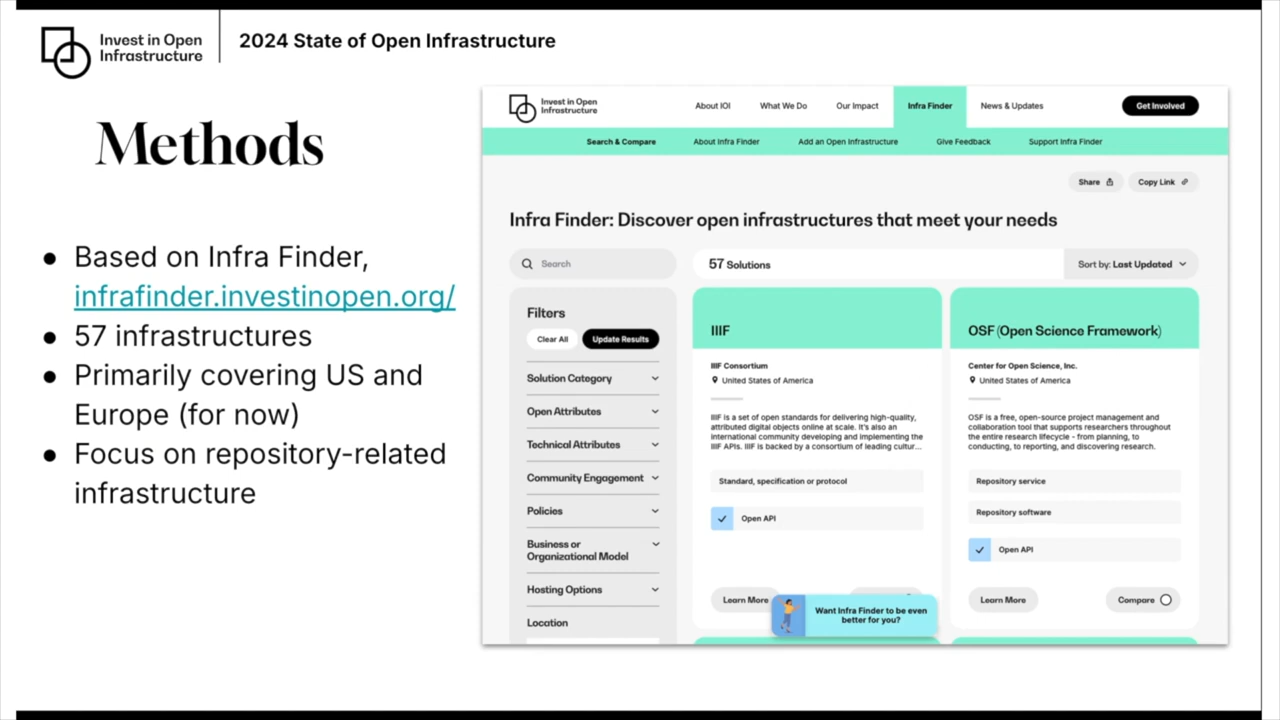 Invest in Open
Infrastructure
2024 State of Open Infrastructure
Methods
● Based on Infra Finder,
infrafinder.investinopen.org/
● 57 infrastructures
● Primarily covering US and
Europe (for now)
● Focus on repository-related
infrastructure
Invest in Open
Infrastructure
About IOI What We Do Our Impact Infra Finder News & Updates Get Involved
Search & Compare About Infra Finder Add an Open Infrastructure Give Feedback Support Infra Finder
Share Copy Link
Infra Finder: Discover open infrastructures that meet your needs
Search
57 Solutions
Sort by: Last Updated
Filters
Clear All Update Results
Solution Category
Open Attributes
Technical Attributes
Community Engagement
Policies
Business or
Organizational Model
Hosting Options
Location
IIIF
IIIF Consortium
United States of America
IIIF is a set of open standards for delivering high-quality,
attributed digital objects online at scale. It's also an
international community developing and implementing the
IIIF APIs. IIIF is backed by a consortium of leading cultur...
Standard, specification or protocol
Open API
Learn More
OSF (Open Science Framework)
Center for Open Science, Inc.
United States of America
OSF is a free, open-source project management and
collaboration tool that supports researchers throughout
the entire research lifecycle - from planning, to
conducting, to reporting, and discovering research.
Repository service
Repository software
Open API
Learn More Compare
Want Infra Finder to be even
better for you?